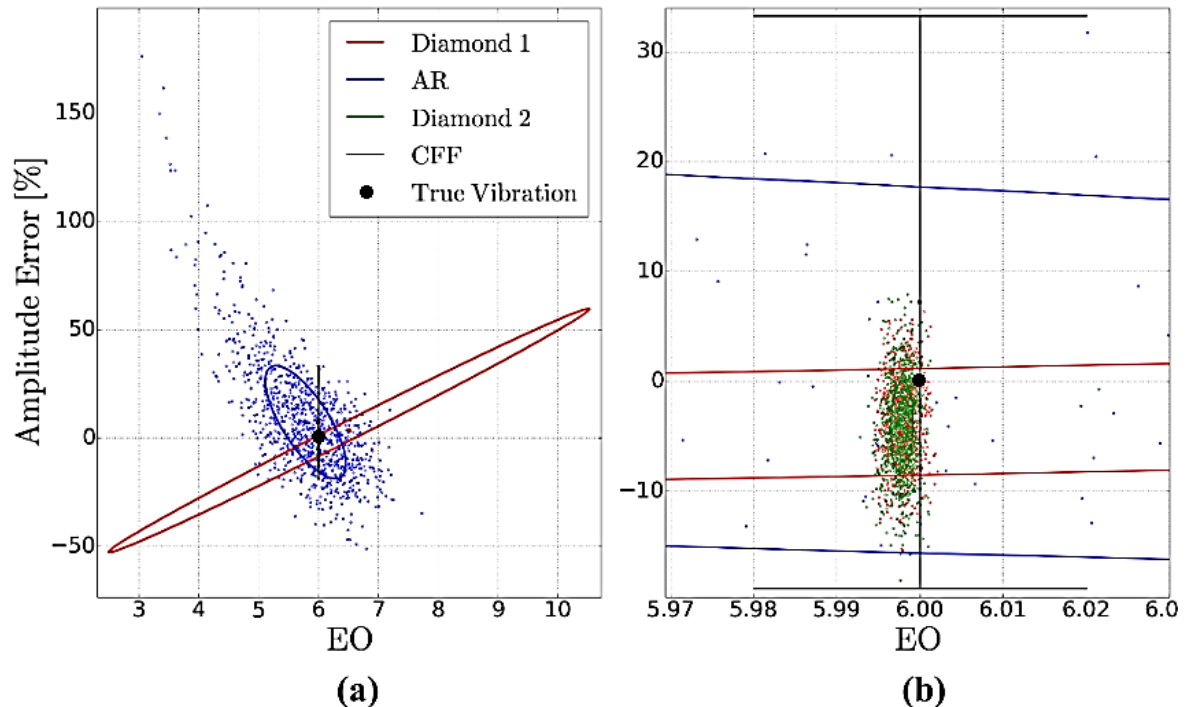 Amplitude Error [%]
150
100
50
0
−50
3 4 5 6 7 8 9 10
EO
(a)
Diamond 1
AR
Diamond 2
CFF
True Vibration
30
20
10
0
−10
5.97 5.98 5.99 6.00 6.01 6.02 6.0
EO
(b)